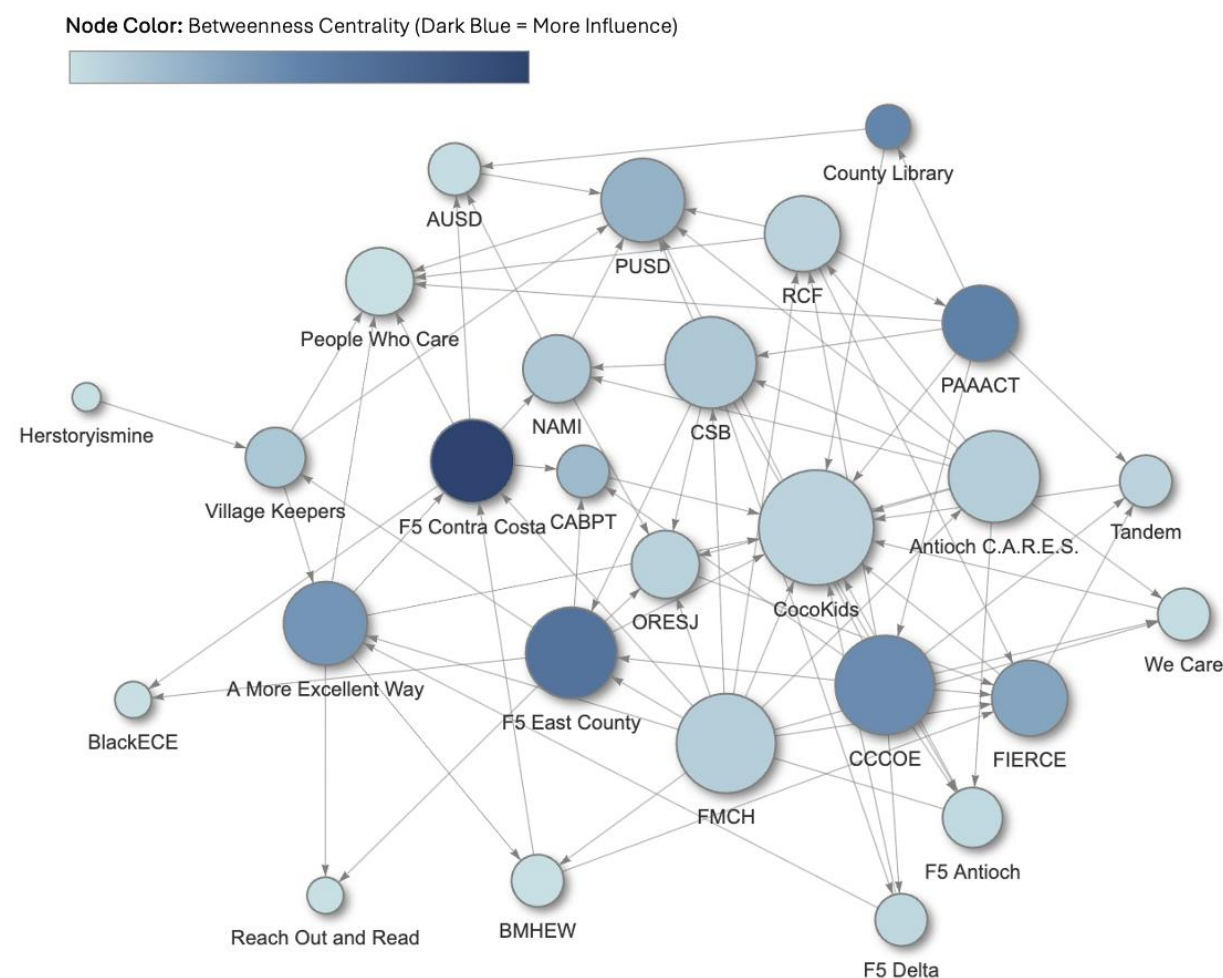 Node Color: Betweenness Centrality (Dark Blue = More Influence)
County Library
AUSD
PUSD
RCF
People Who Care
PAAACT
NAMI
CSB
Herstoryismine
Village Keepers
F5 Contra Costa
CABPT
Antioch C.A.R.E.S.
Tandem
ORESJ
CocoKids
We Care
A More Excellent Way
F5 East County
BlackECE
CCCOE
FIERCE
FMCH
F5 Antioch
Reach Out and Read
BMHEW
F5 Delta